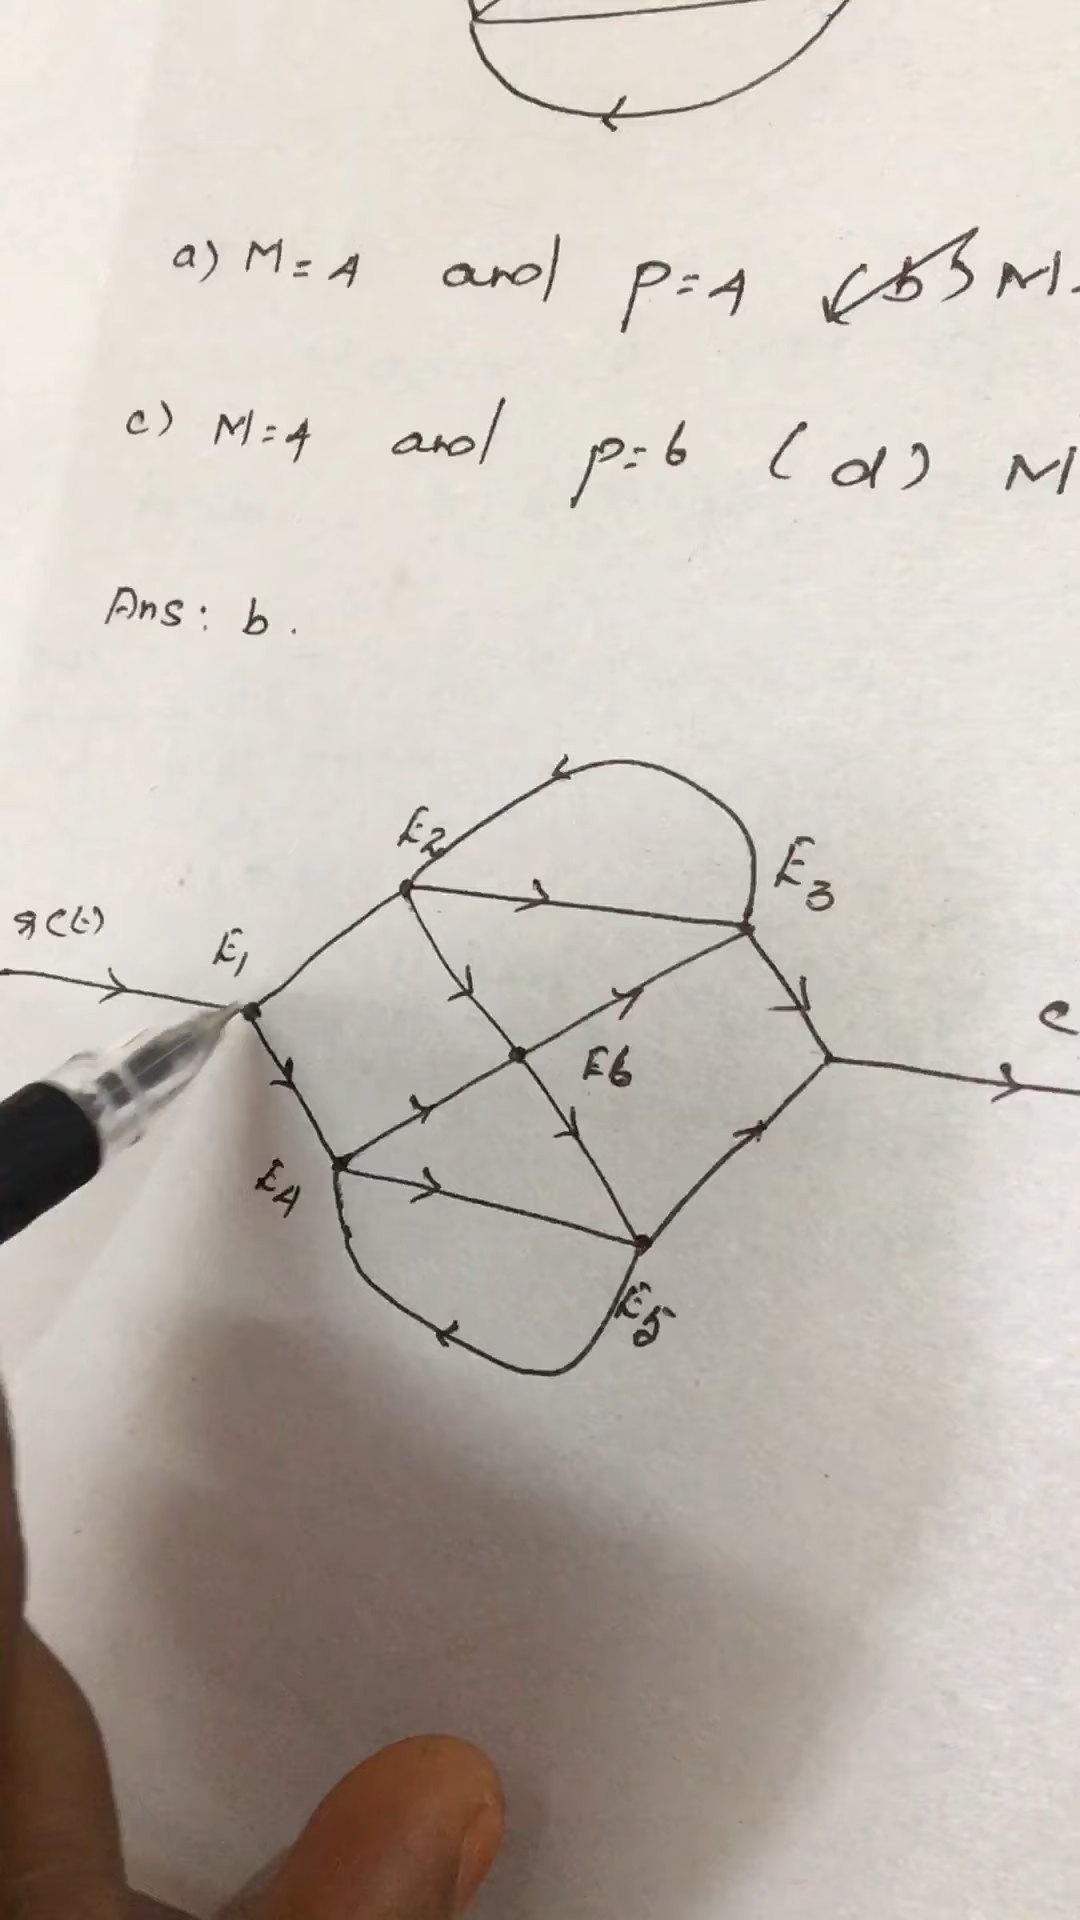 a) M=4 and p=4 (b) M
c) M=4 and p=6 (d) M
Ans: b.
E2
E3
r(t)
E1
C
E6
E4
E5